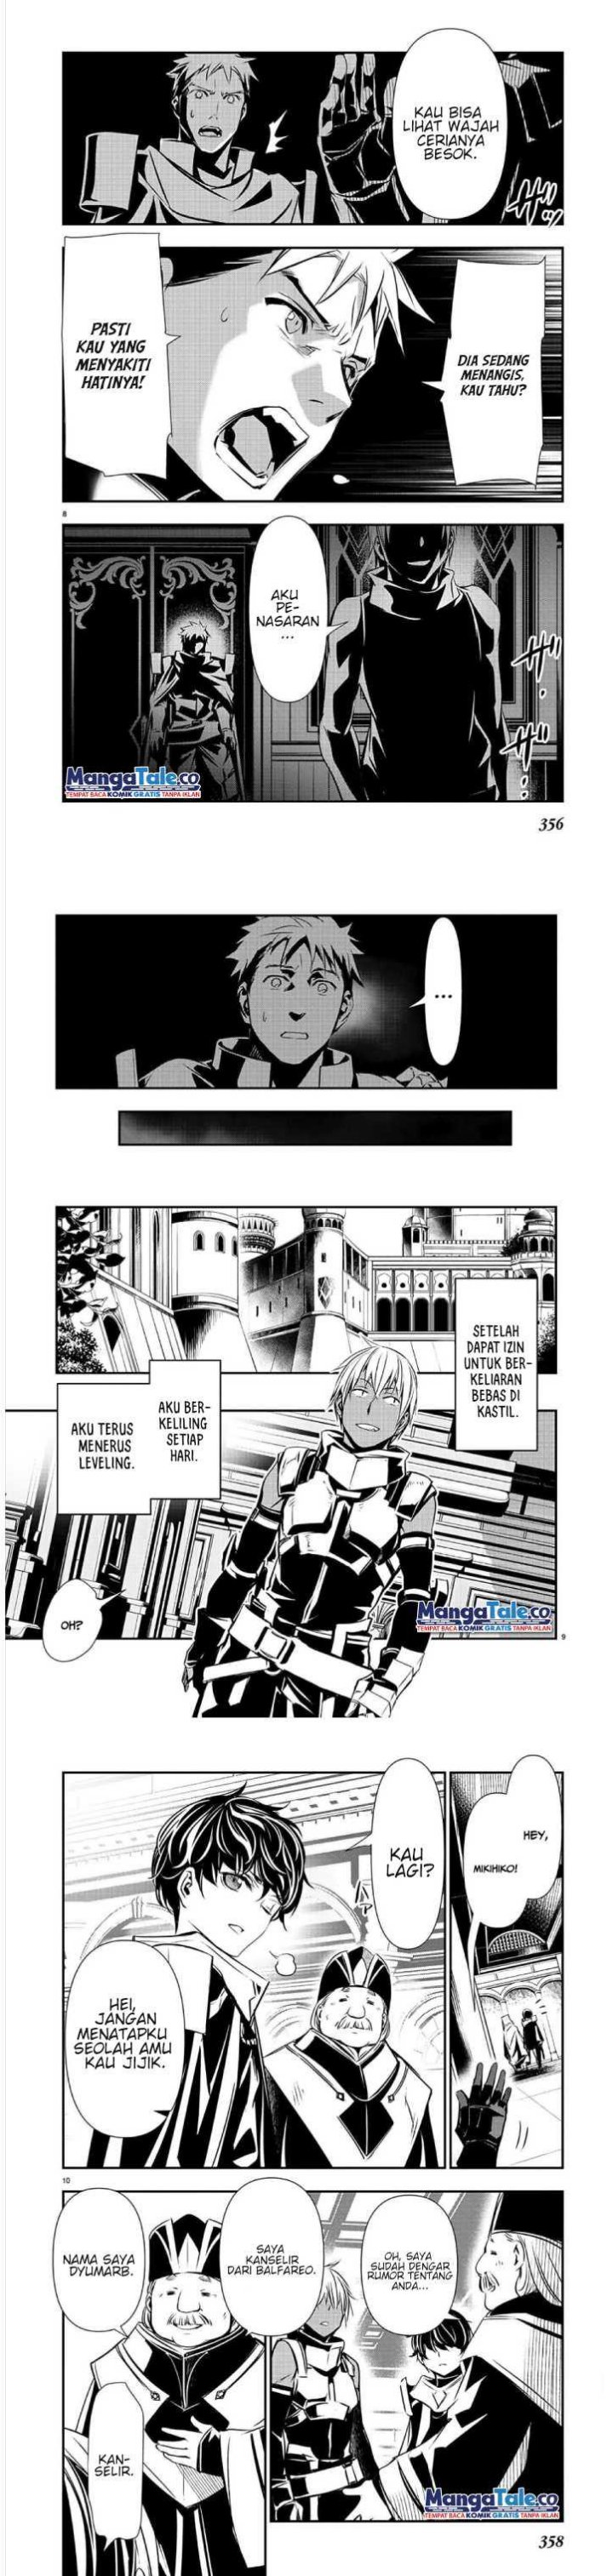 KAU BISA
LIHAT WAJAH
CERIANYA
BESOK.
DIA SEDANG
MENANGIS,
KAU TAHU?
PASTI
KAU YANG
MENYAKITI
HATINYA!
8
AKU
PE-
NASARAN
...
MangaTale.co
TEMPAT BACA KOMIK GRATIS TANPA IKLAN
356
...
SETELAH
DAPAT IZIN
UNTUK BER-
KELIARAN
BEBAS DI
KASTIL.
AKU BER-
KELILING
SETIAP
HARI.
AKU TERUS
MENERUS
LEVELING.
OH?
MangaTale.co
TEMPAT BACA KOMIK GRATIS TANPA IKLAN
9
HEY,
MIKIHIKO!
KAU
LAGI?
HEI,
JANGAN
MENATAPKU
SEOLAH AMU
KAU JIJIK.
10
OH, SAYA
SUDAH DENGAR
RUMOR TENTANG
ANDA...
SAYA
KANSELIR
DARI BALFAREO.
NAMA SAYA
DYUMARB.
KAN-
SELIR.
MangaTale.co
TEMPAT BACA KOMIK GRATIS TANPA IKLAN
358